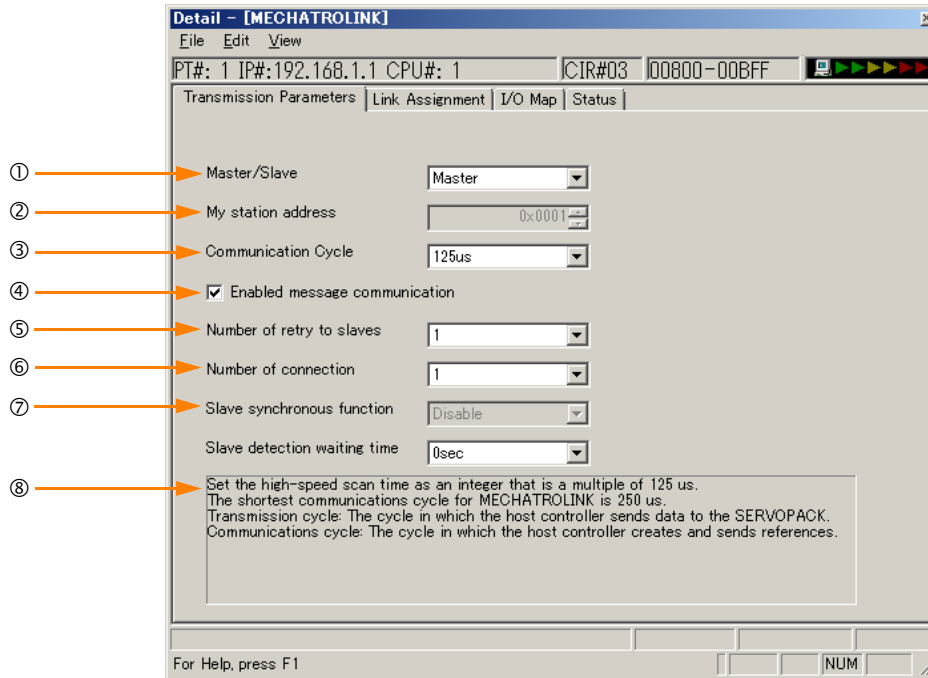 Detail - [MECHATROLINK]
File Edit View
PT#: 1 IP#:192.168.1.1 CPU#: 1 CIR#03 00800-00BFF
Transmission Parameters Link Assignment I/O Map Status
① Master/Slave Master
② My station address 0x0001
③ Communication Cycle 125us
④ Enabled message communication
⑤ Number of retry to slaves 1
⑥ Number of connection 1
⑦ Slave synchronous function Disable
Slave detection waiting time 0sec
⑧ Set the high-speed scan time as an integer that is a multiple of 125 us.
The shortest communications cycle for MECHATROLINK is 250 us.
Transmission cycle: The cycle in which the host controller sends data to the SERVOPACK.
Communications cycle: The cycle in which the host controller creates and sends references.
For Help, press F1 NUM